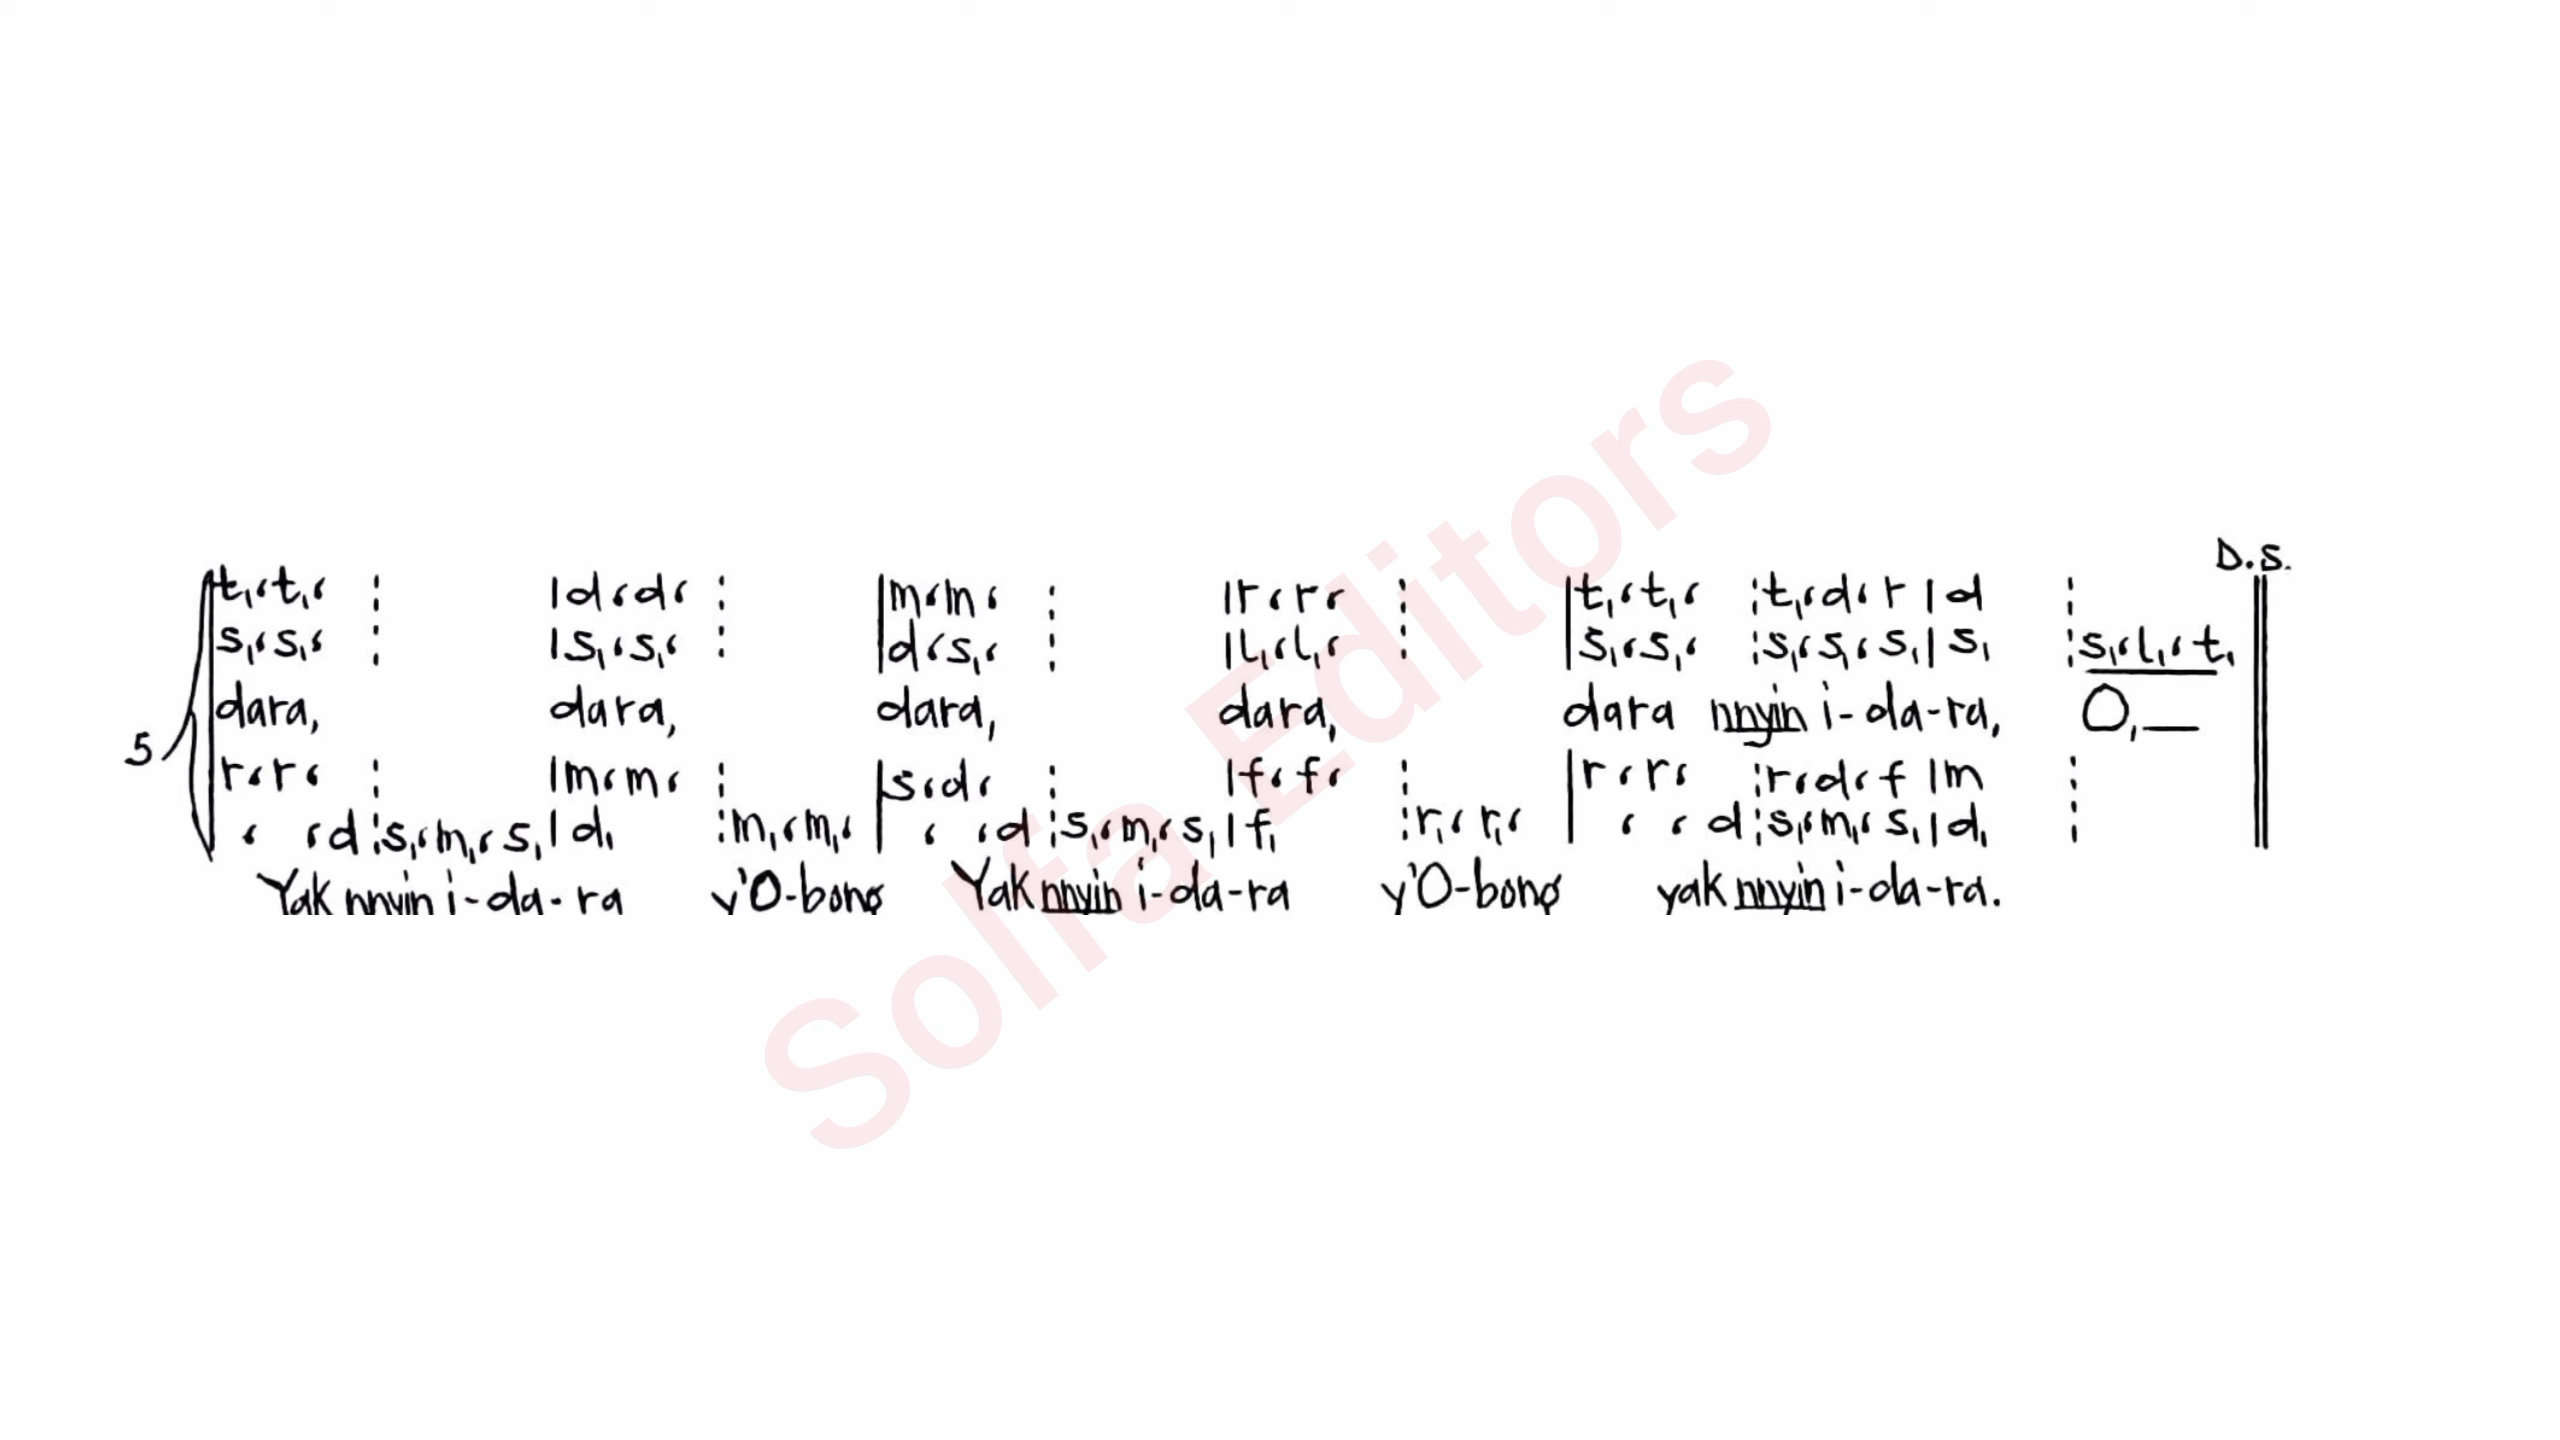 D.S.
t,‘t,‘ : |d‘d‘ : |m‘m‘ : |r‘r‘ : |t,‘t,‘ :t,‘d‘r |d :
s,‘s,‘ : |s,‘s,‘ : |d‘s,‘ : |l,‘l,‘ : |s,‘s,‘ :s,‘s,‘s,|s, :s,‘l,‘t,
dara, dara, dara, dara, dara nnyin i-da-ra, O,—
5
r‘r‘ : |m‘m‘ : |s‘d‘ : |f‘f‘ : |r‘r‘ :r‘d‘f |m :
‘ ‘d:s,‘m,‘s,|d, :m,‘m,‘| ‘ ‘d:s,‘m,‘s,|f, :r,‘r,‘ | ‘ ‘d:s,‘m,‘s,|d, :
Yak nnyin i-da-ra y'O-bong Yak nnyin i-da-ra y'O-bong yak nnyin i-da-ra.
Solfa Editors